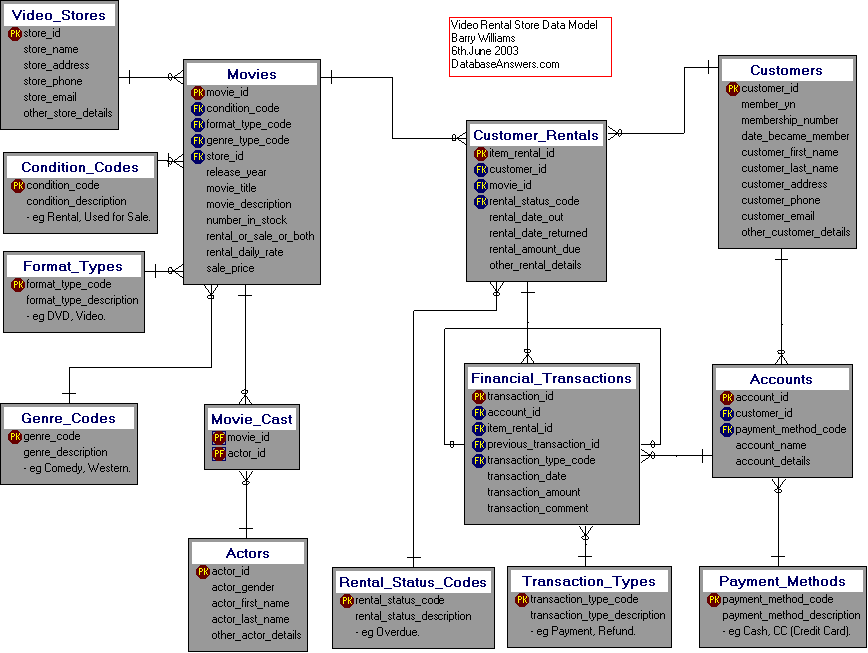 Video_Stores
PK store_id
store_name
store_address
store_phone
store_email
other_store_details
Video Rental Store Data Model
Barry Williams
6th.June 2003
DatabaseAnswers.com
Movies
PK movie_id
FK condition_code
FK format_type_code
FK genre_type_code
FK store_id
release_year
movie_title
movie_description
number_in_stock
rental_or_sale_or_both
rental_daily_rate
sale_price
Customers
PK customer_id
member_yn
membership_number
date_became_member
customer_first_name
customer_last_name
customer_address
customer_phone
customer_email
other_customer_details
Customer_Rentals
PK item_rental_id
FK customer_id
FK movie_id
FK rental_status_code
rental_date_out
rental_date_returned
rental_amount_due
other_rental_details
Condition_Codes
PK condition_code
condition_description
- eg Rental, Used for Sale.
Format_Types
PK format_type_code
format_type_description
- eg DVD, Video.
Genre_Codes
PK genre_code
genre_description
- eg Comedy, Western.
Movie_Cast
PF movie_id
PF actor_id
Financial_Transactions
PK transaction_id
FK account_id
FK item_rental_id
FK previous_transaction_id
FK transaction_type_code
transaction_date
transaction_amount
transaction_comment
Accounts
PK account_id
FK customer_id
FK payment_method_code
account_name
account_details
Actors
PK actor_id
actor_gender
actor_first_name
actor_last_name
other_actor_details
Rental_Status_Codes
PK rental_status_code
rental_status_description
- eg Overdue.
Transaction_Types
PK transaction_type_code
transaction_type_description
- eg Payment, Refund.
Payment_Methods
PK payment_method_code
payment_method_description
- eg Cash, CC (Credit Card).